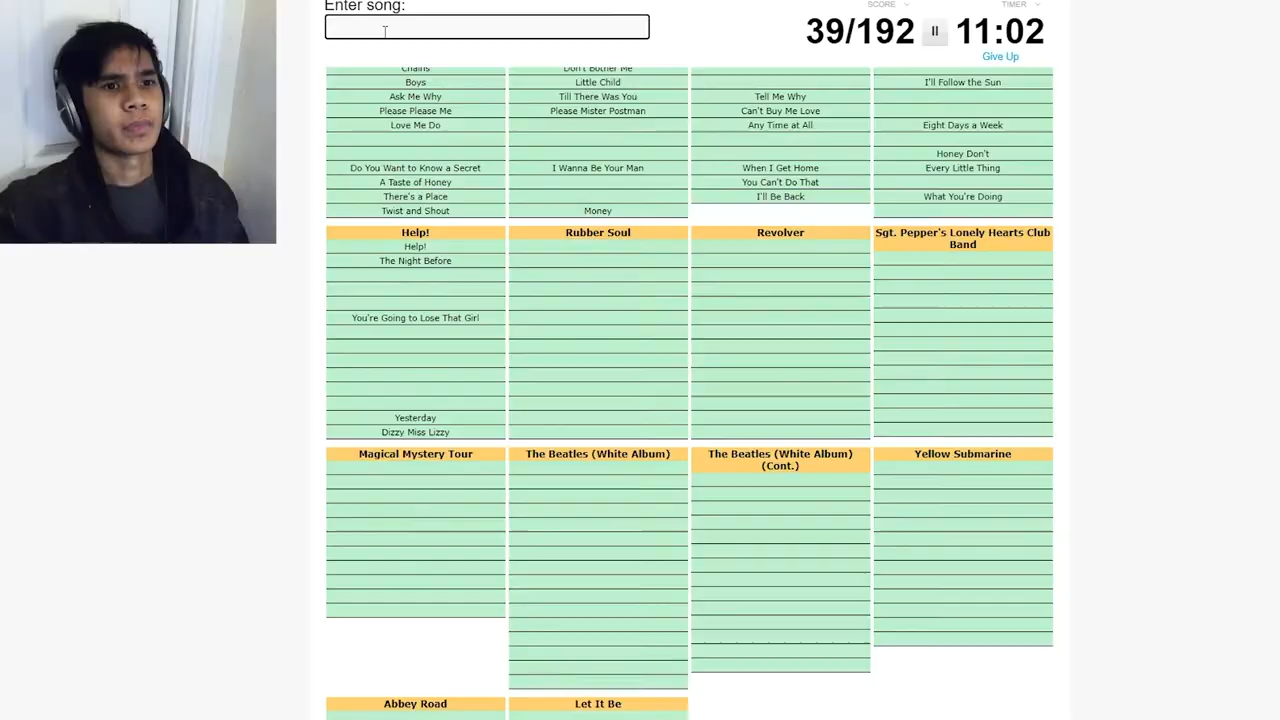 Enter song:
SCORE
TIMER
39/192
11:02
Give Up
Chains
Boys
Ask Me Why
Please Please Me
Love Me Do
Do You Want to Know a Secret
A Taste of Honey
There's a Place
Twist and Shout
Don't Bother Me
Little Child
Till There Was You
Please Mister Postman
I Wanna Be Your Man
Money
Tell Me Why
Can't Buy Me Love
Any Time at All
When I Get Home
You Can't Do That
I'll Be Back
I'll Follow the Sun
Eight Days a Week
Honey Don't
Every Little Thing
What You're Doing
Help!
Help!
The Night Before
You're Going to Lose That Girl
Yesterday
Dizzy Miss Lizzy
Rubber Soul
Revolver
Sgt. Pepper's Lonely Hearts Club
Band
Magical Mystery Tour
The Beatles (White Album)
The Beatles (White Album)
(Cont.)
Yellow Submarine
Abbey Road
Let It Be